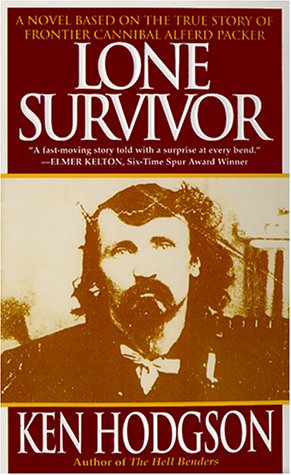 A NOVEL BASED ON THE TRUE STORY OF
FRONTIER CANNIBAL ALFERD PACKER
LONE
SURVIVOR
"A fast-moving story told with a surprise at every bend."
—ELMER KELTON, Six-Time Spur Award Winner
KEN HODGSON
Author of The Hell Benders